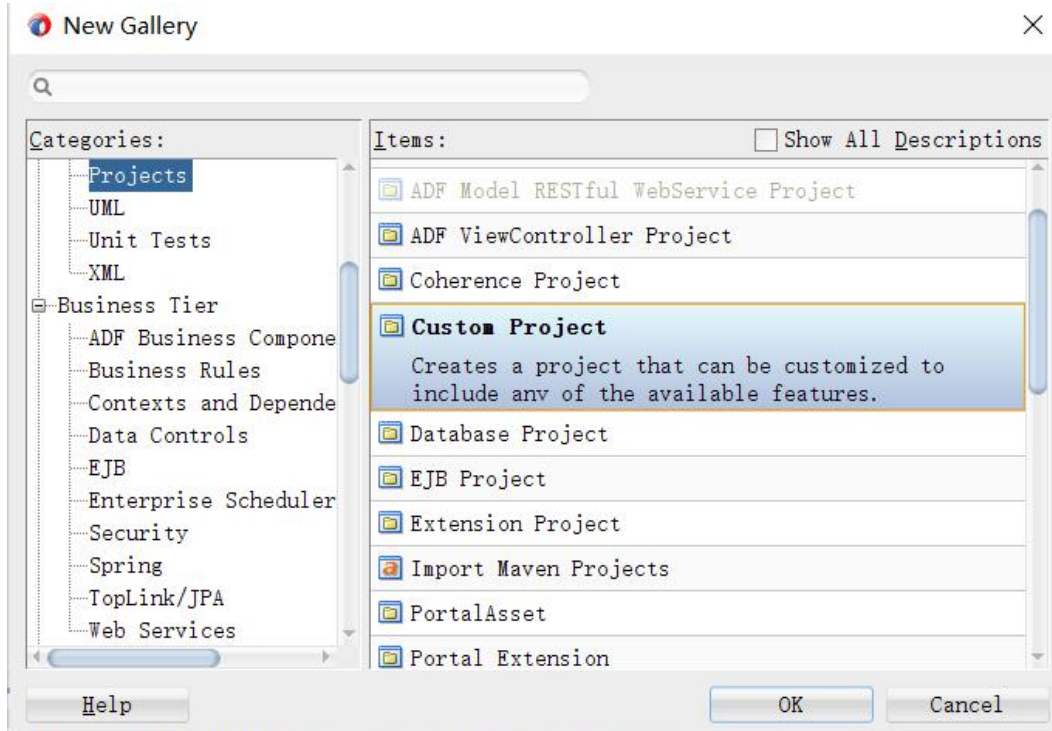 New Gallery
Categories:
Projects
UML
Unit Tests
XML
Business Tier
ADF Business Compone
Business Rules
Contexts and Depende
Data Controls
EJB
Enterprise Scheduler
Security
Spring
TopLink/JPA
Web Services
Items:
Show All Descriptions
ADF Model RESTful WebService Project
ADF ViewController Project
Coherence Project
Custom Project
Creates a project that can be customized to
include any of the available features.
Database Project
EJB Project
Extension Project
Import Maven Projects
PortalAsset
Portal Extension
Help
OK
Cancel